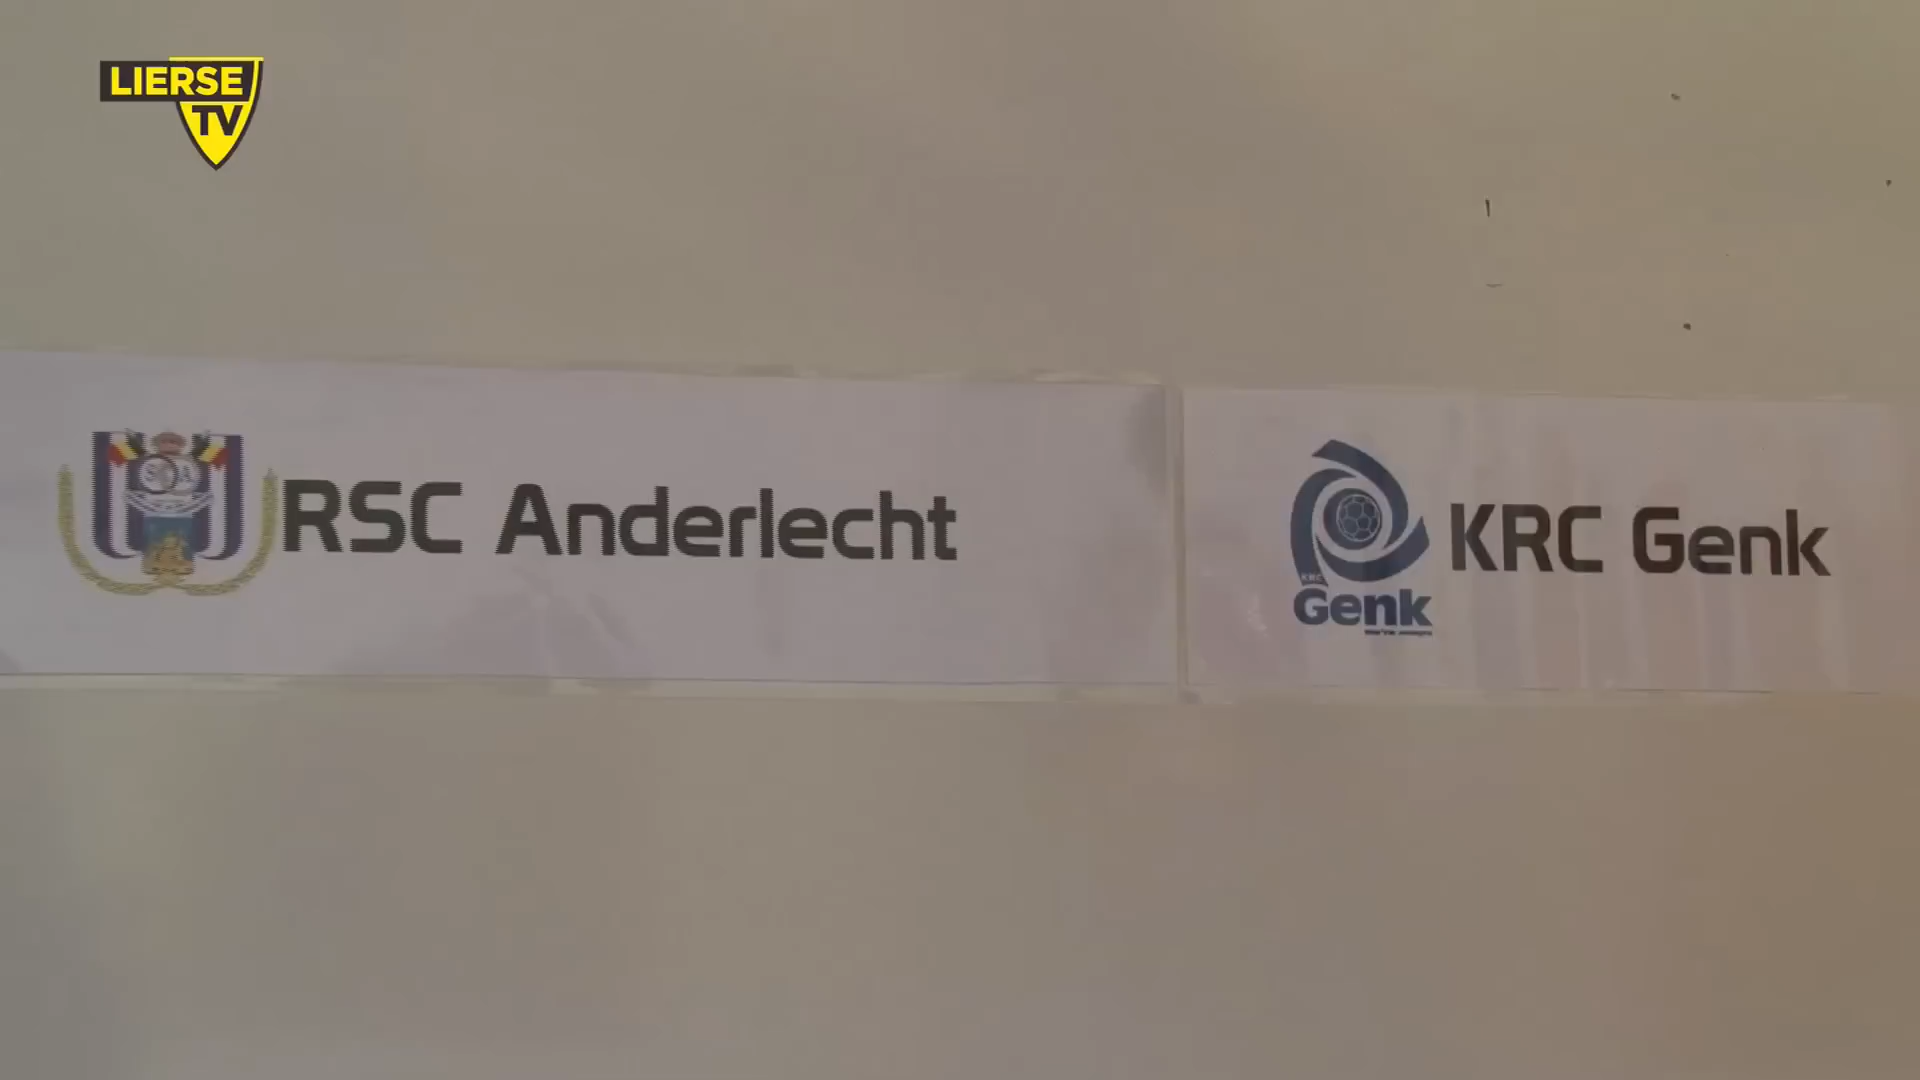 LIERSE
TV
RSC Anderlecht
KRC Genk
KRC
Genk